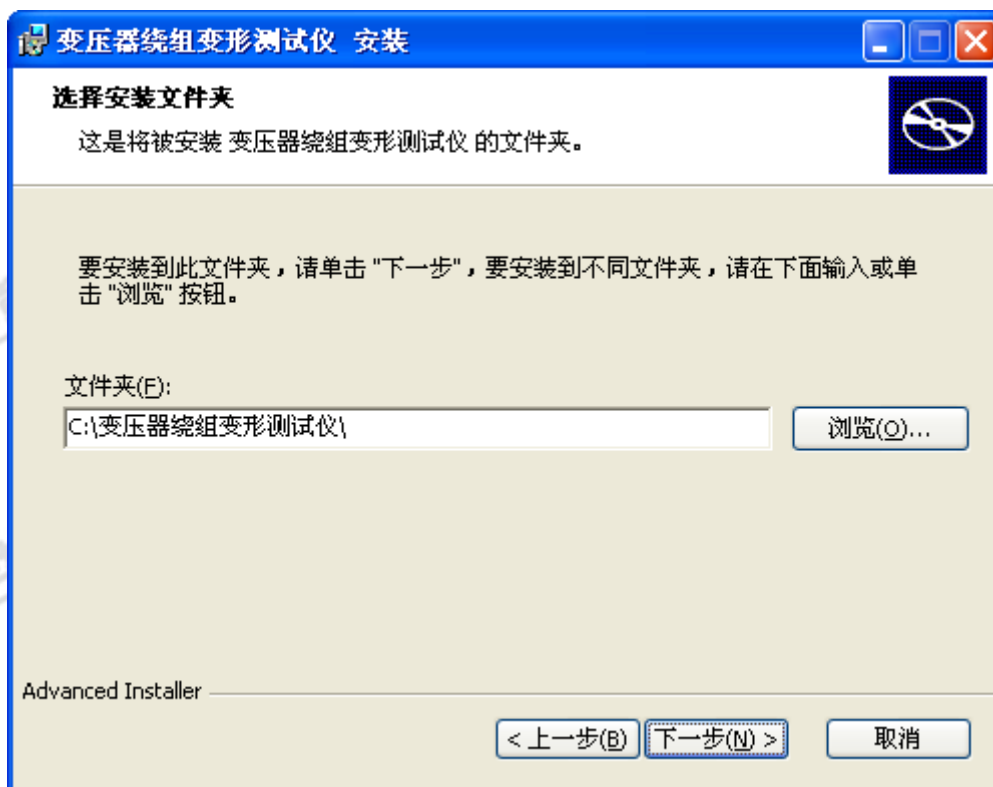 变压器绕组变形测试仪 安装
选择安装文件夹
这是将被安装 变压器绕组变形测试仪 的文件夹。
要安装到此文件夹，请单击 "下一步"，要安装到不同文件夹，请在下面输入或单
击 "浏览" 按钮。
文件夹(F):
C:\变压器绕组变形测试仪\
浏览(O)...
Advanced Installer
< 上一步(B)
下一步(N) >
取消